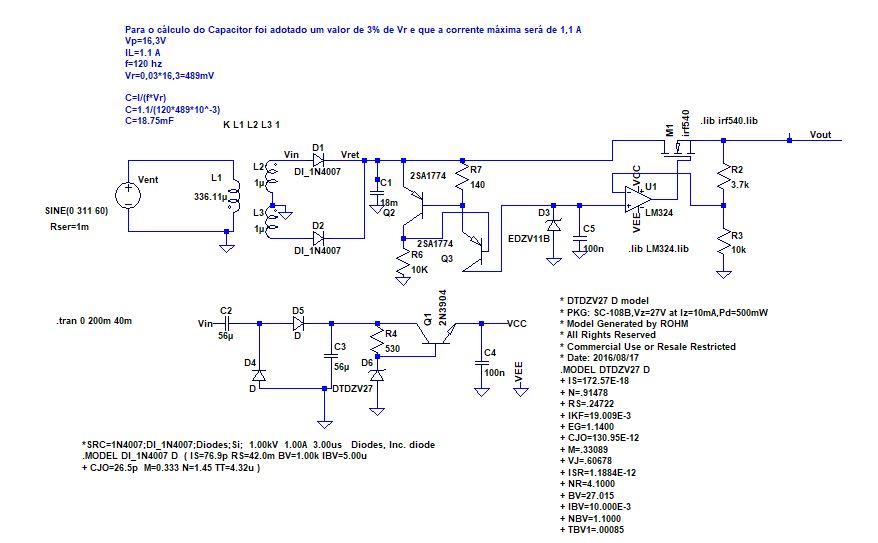 Para o cálculo do Capacitor foi adotado um valor de 3% de Vr e que a corrente máxima será de 1,1 A
Vp=16,3V
IL=1.1 A
f=120 hz
Vr=0,03*16,3=489mV
C=I/(f*Vr)
C=1.1/(120*489*10^-3)
C=18.75mF
K L1 L2 L3 1
.lib irf540.lib
M1
irf540
Vout
Vin
D1
Vret
DI_1N4007
L2
1µ
L1
336.11µ
Vent
SINE(0 311 60)
Rser=1m
L3
1µ
D2
DI_1N4007
C1
18m
2SA1774
Q2
R7
140
2SA1774
Q3
R6
10K
D3
EDZV11B
C5
100n
VCC
U1
LM324
VEE
.lib LM324.lib
R2
3.7k
R3
10k
.tran 0 200m 40m
Vin
C2
56µ
D5
D
D4
D
C3
56µ
R4
530
D6
DTDZV27
Q1
2N3904
VCC
C4
100n
VEE
* DTDZV27 D model
* PKG: SC-108B,Vz=27V at Iz=10mA,Pd=500mW
* Model Generated by ROHM
* All Rights Reserved
* Commercial Use or Resale Restricted
* Date: 2016/08/17
.MODEL DTDZV27 D
+ IS=172.57E-18
+ N=.91478
+ RS=.24722
+ IKF=19.009E-3
+ EG=1.1400
+ CJO=130.95E-12
+ M=.33089
+ VJ=.60678
+ ISR=1.1884E-12
+ NR=4.1000
+ BV=27.015
+ IBV=10.000E-3
+ NBV=1.1000
+ TBV1=.00085
*SRC=1N4007;DI_1N4007;Diodes;Si; 1.00kV 1.00A 3.00us Diodes, Inc. diode
.MODEL DI_1N4007 D ( IS=76.9p RS=42.0m BV=1.00k IBV=5.00u
+ CJO=26.5p M=0.333 N=1.45 TT=4.32u )